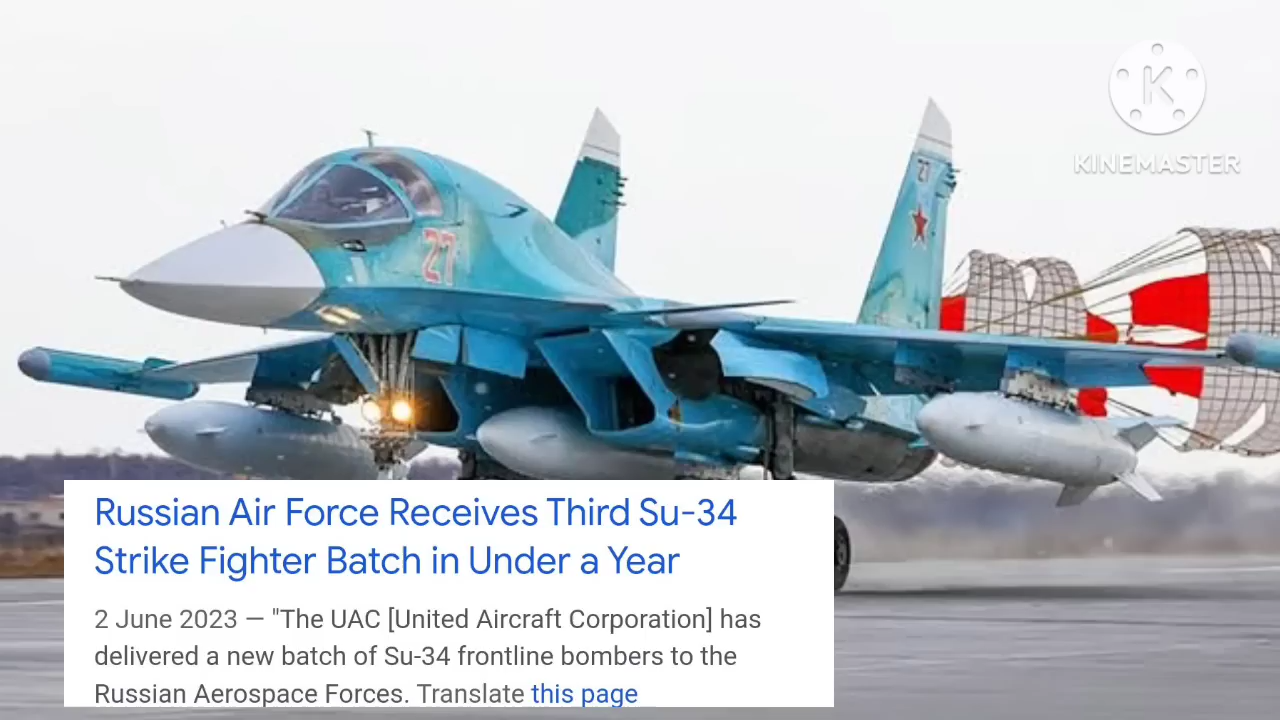 K
KINEMASTER
27
27
Russian Air Force Receives Third Su-34
Strike Fighter Batch in Under a Year
2 June 2023 — "The UAC [United Aircraft Corporation] has
delivered a new batch of Su-34 frontline bombers to the
Russian Aerospace Forces. Translate this page